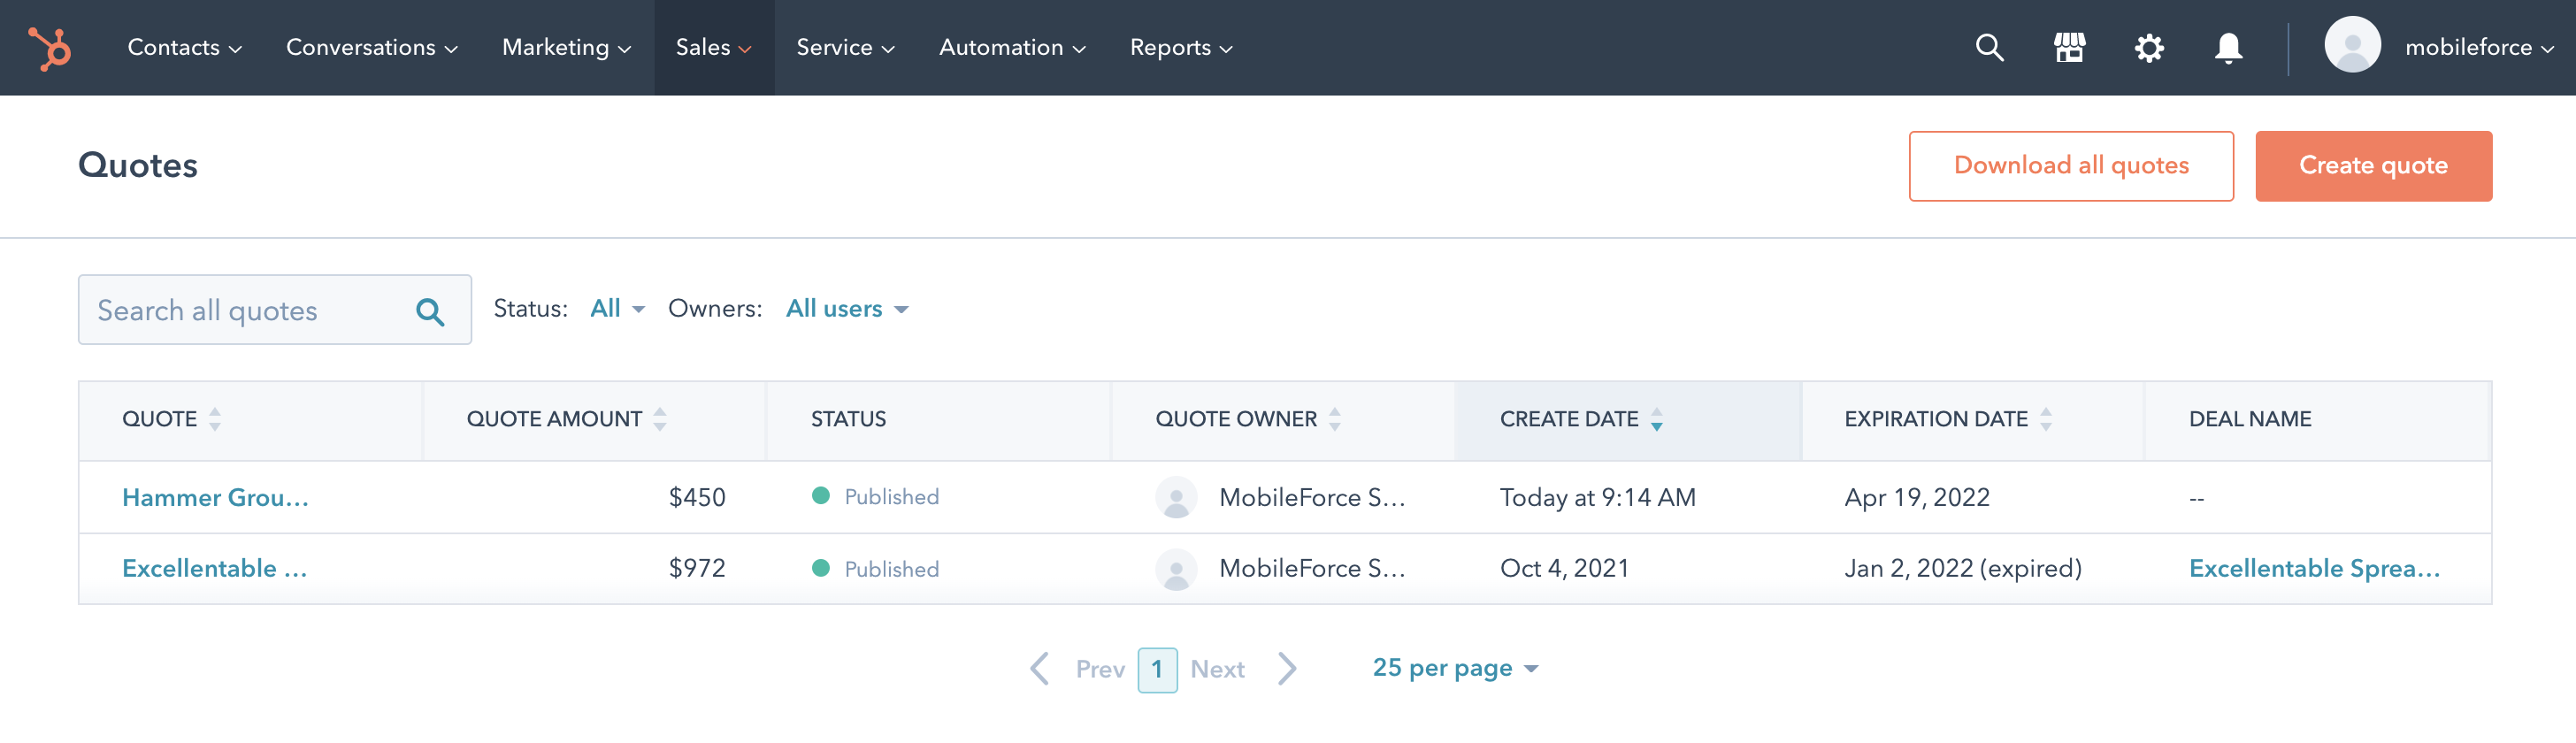 Contacts Conversations Marketing Sales Service Automation Reports mobileforce
Quotes Download all quotes Create quote
Search all quotes Status: All Owners: All users
QUOTE QUOTE AMOUNT STATUS QUOTE OWNER CREATE DATE EXPIRATION DATE DEAL NAME
Hammer Grou... $450 Published MobileForce S... Today at 9:14 AM Apr 19, 2022 --
Excellentable ... $972 Published MobileForce S... Oct 4, 2021 Jan 2, 2022 (expired) Excellentable Sprea...
Prev 1 Next 25 per page